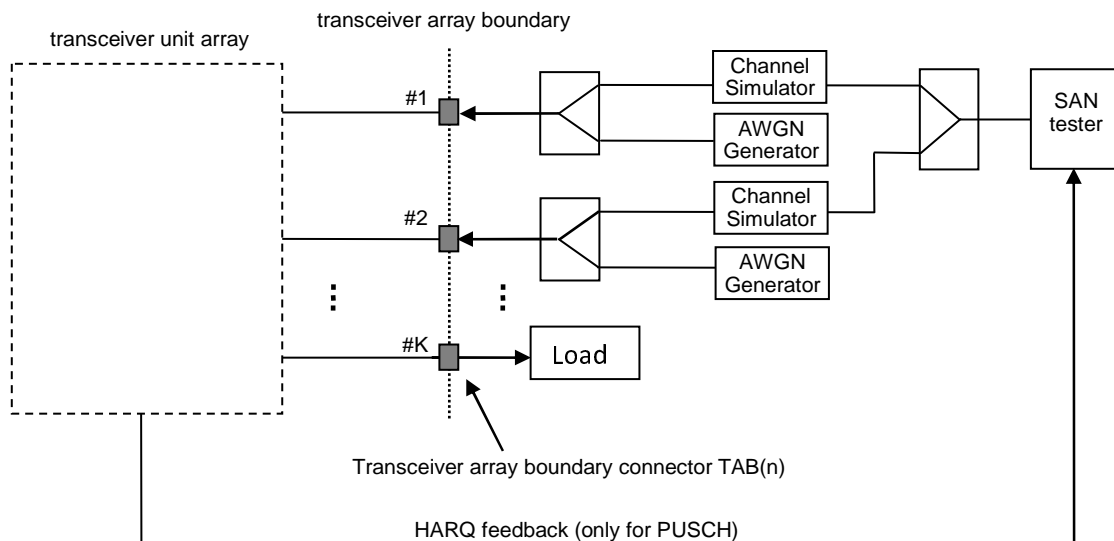 transceiver array boundary
transceiver unit array
#1
Channel
Simulator
AWGN
Generator
SAN
tester
#2
Channel
Simulator
AWGN
Generator
#K
Load
Transceiver array boundary connector TAB(n)
HARQ feedback (only for PUSCH)